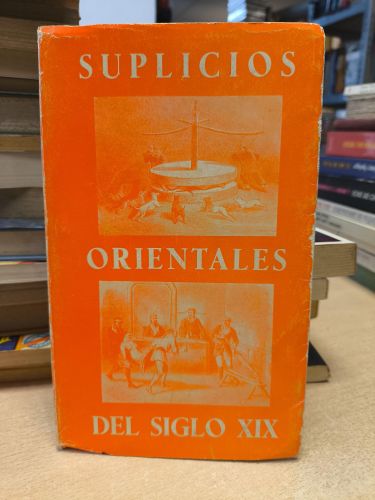 SUPLICIOS
ORIENTALES
DEL SIGLO XIX